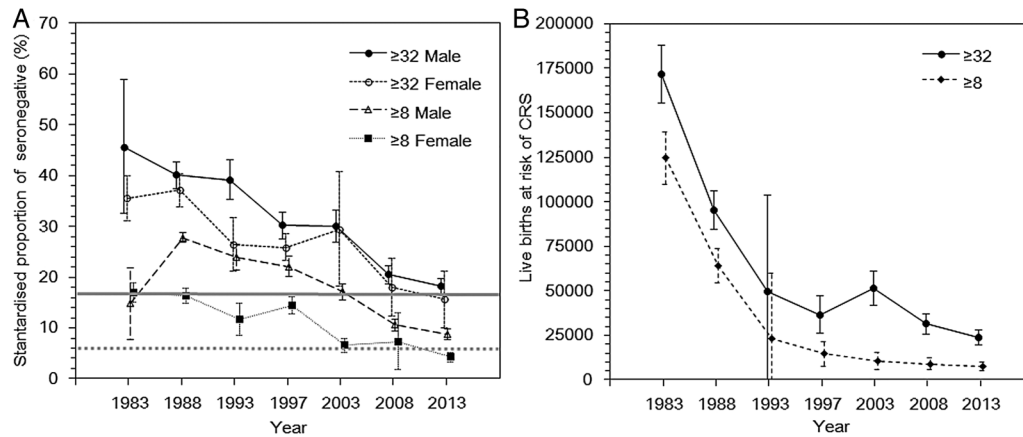 A
Stantardised proportion of seronegative (%)
70
60
50
40
30
20
10
0
≥32 Male
≥32 Female
≥8 Male
≥8 Female
1983 1988 1993 1997 2003 2008 2013
Year
B
Live births at risk of CRS
200000
175000
150000
125000
100000
75000
50000
25000
0
≥32
≥8
1983 1988 1993 1997 2003 2008 2013
Year